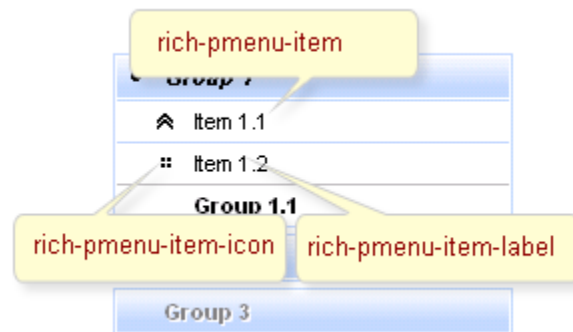 rich-pmenu-item
Group 1
Item 1.1
Item 1.2
Group 1.1
rich-pmenu-item-icon
rich-pmenu-item-label
Group 3